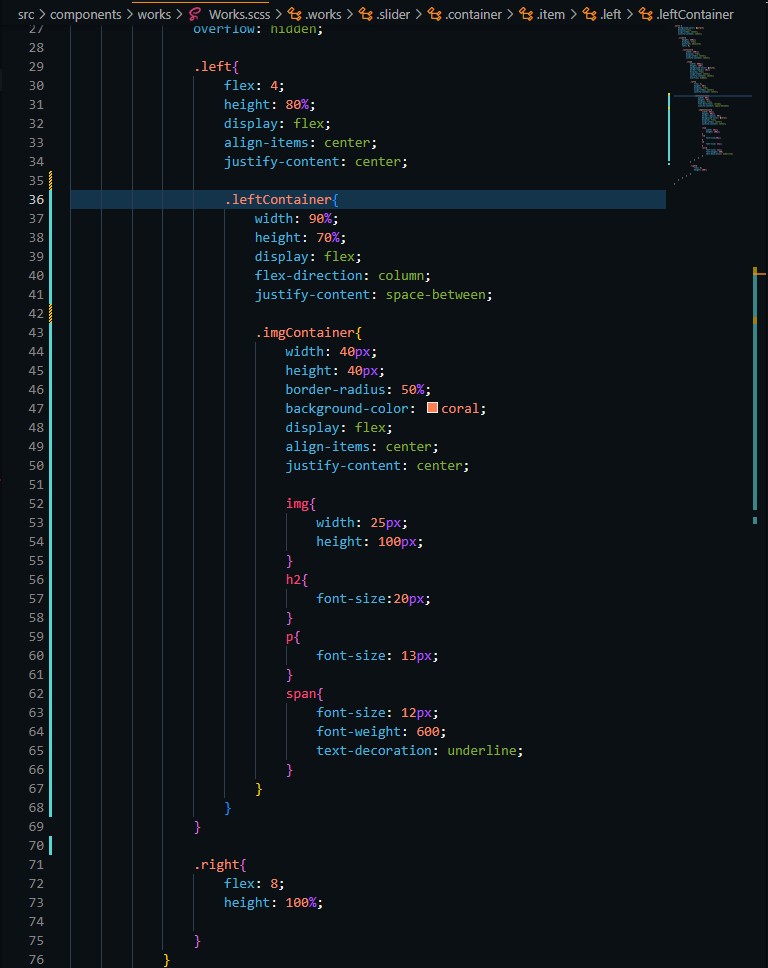 src > components > works > Works.scss > .works > .slider > .container > .item > .left > .leftContainer
27 overflow: hidden;
28
29 .left{
30 flex: 4;
31 height: 80%;
32 display: flex;
33 align-items: center;
34 justify-content: center;
35
36 .leftContainer{
37 width: 90%;
38 height: 70%;
39 display: flex;
40 flex-direction: column;
41 justify-content: space-between;
42
43 .imgContainer{
44 width: 40px;
45 height: 40px;
46 border-radius: 50%;
47 background-color: coral;
48 display: flex;
49 align-items: center;
50 justify-content: center;
51
52 img{
53 width: 25px;
54 height: 100px;
55 }
56 h2{
57 font-size:20px;
58 }
59 p{
60 font-size: 13px;
61 }
62 span{
63 font-size: 12px;
64 font-weight: 600;
65 text-decoration: underline;
66 }
67 }
68 }
69 }
70
71 .right{
72 flex: 8;
73 height: 100%;
74
75 }
76 }